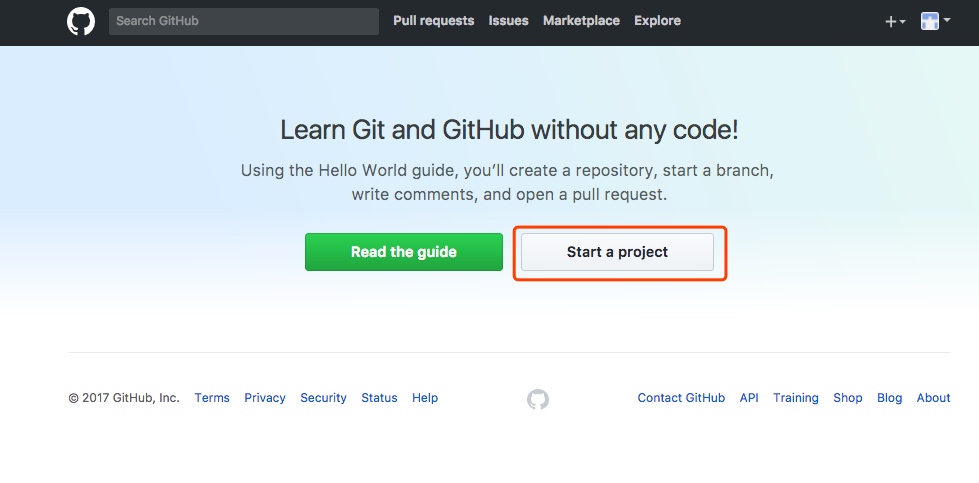 Search GitHub Pull requests Issues Marketplace Explore
Learn Git and GitHub without any code!
Using the Hello World guide, you’ll create a repository, start a branch,
write comments, and open a pull request.
Read the guide Start a project
© 2017 GitHub, Inc. Terms Privacy Security Status Help Contact GitHub API Training Shop Blog About